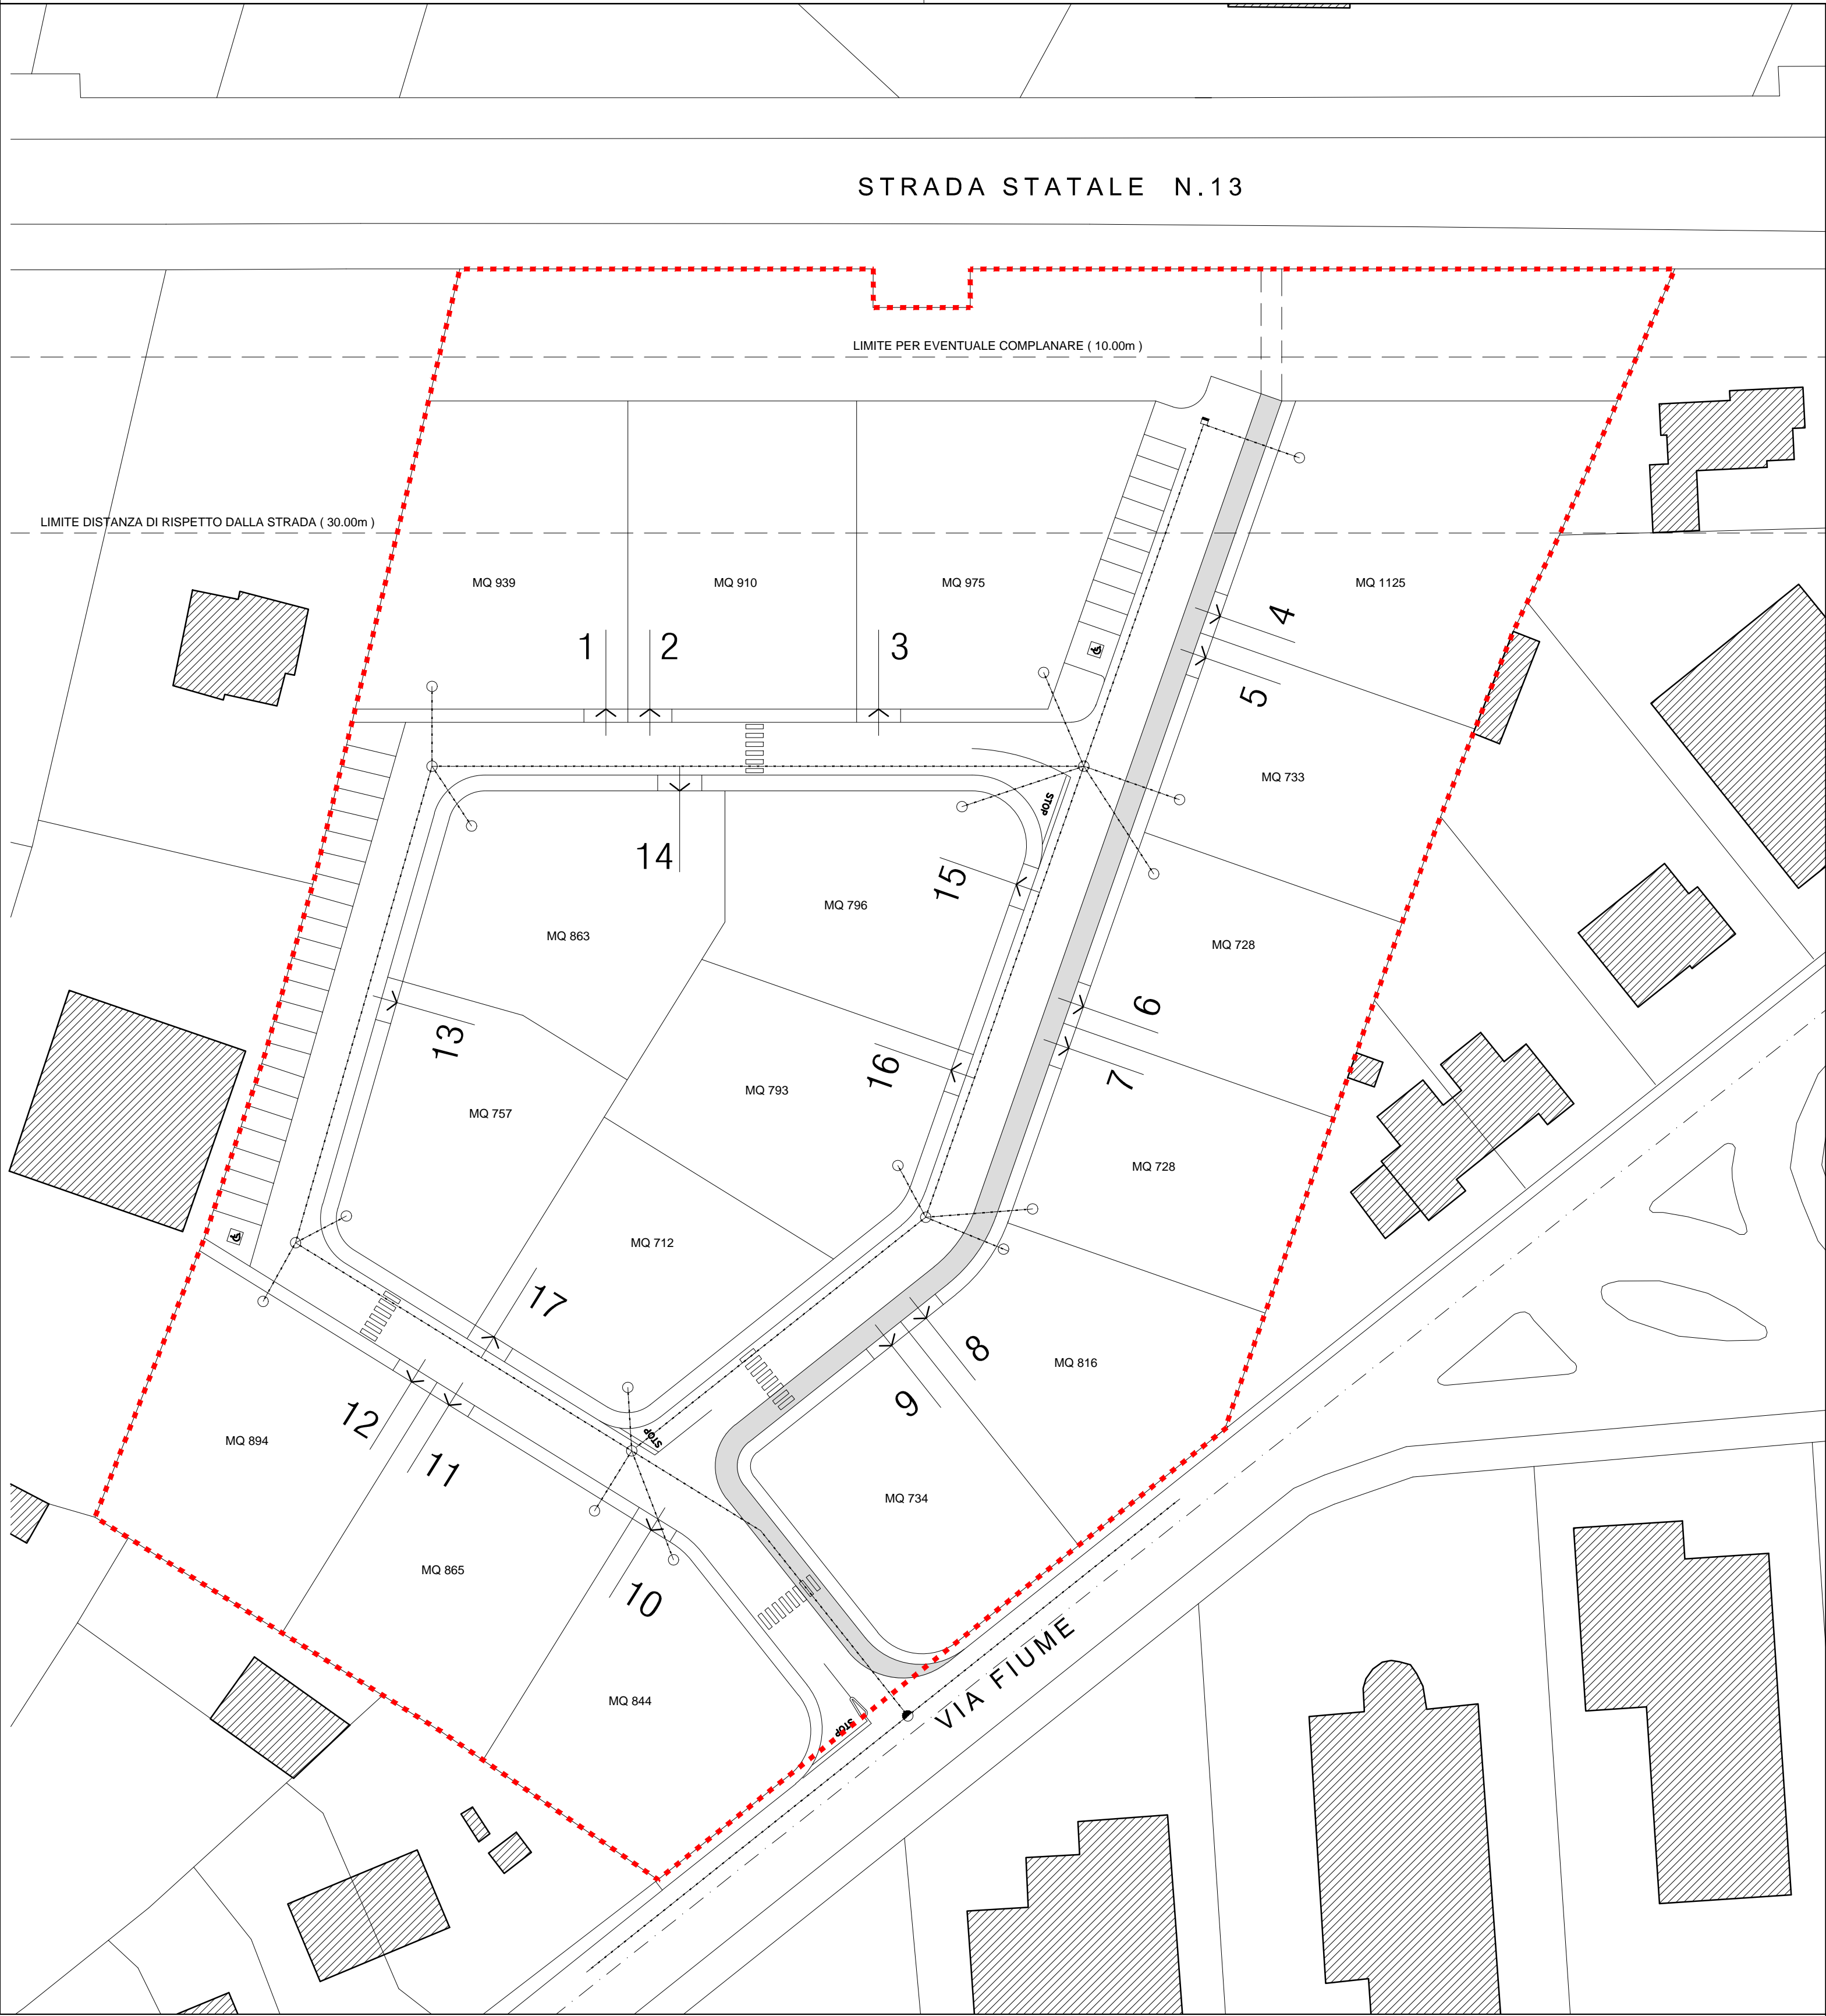 STRADA STATALE N.13
LIMITE PER EVENTUALE COMPLANARE ( 10.00m )
LIMITE DISTANZA DI RISPETTO DALLA STRADA ( 30.00m )
MQ 939
MQ 910
MQ 975
MQ 1125
1
2
3
4
5
MQ 733
STOP
14
15
MQ 796
MQ 863
MQ 728
6
13
16
7
MQ 793
MQ 757
MQ 728
MQ 712
17
8
MQ 816
9
12
MQ 894
STOP
11
MQ 734
MQ 865
10
VIA FIUME
MQ 844
STOP